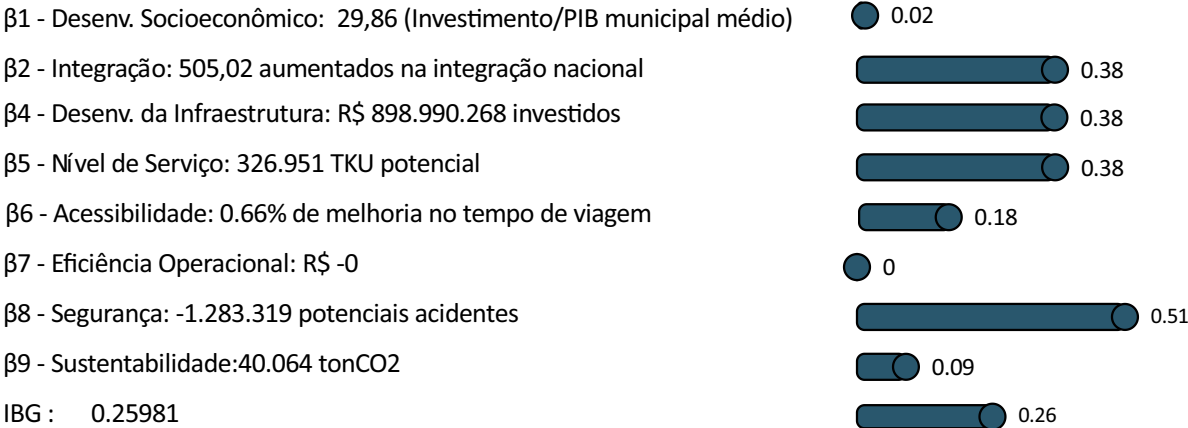 β1 - Desenv. Socioeconômico: 29,86 (Investimento/PIB municipal médio) 0.02
β2 - Integração: 505,02 aumentados na integração nacional 0.38
β4 - Desenv. da Infraestrutura: R$ 898.990.268 investidos 0.38
β5 - Nível de Serviço: 326.951 TKU potencial 0.38
β6 - Acessibilidade: 0.66% de melhoria no tempo de viagem 0.18
β7 - Eficiência Operacional: R$ -0 0
β8 - Segurança: -1.283.319 potenciais acidentes 0.51
β9 - Sustentabilidade:40.064 tonCO2 0.09
IBG : 0.25981 0.26